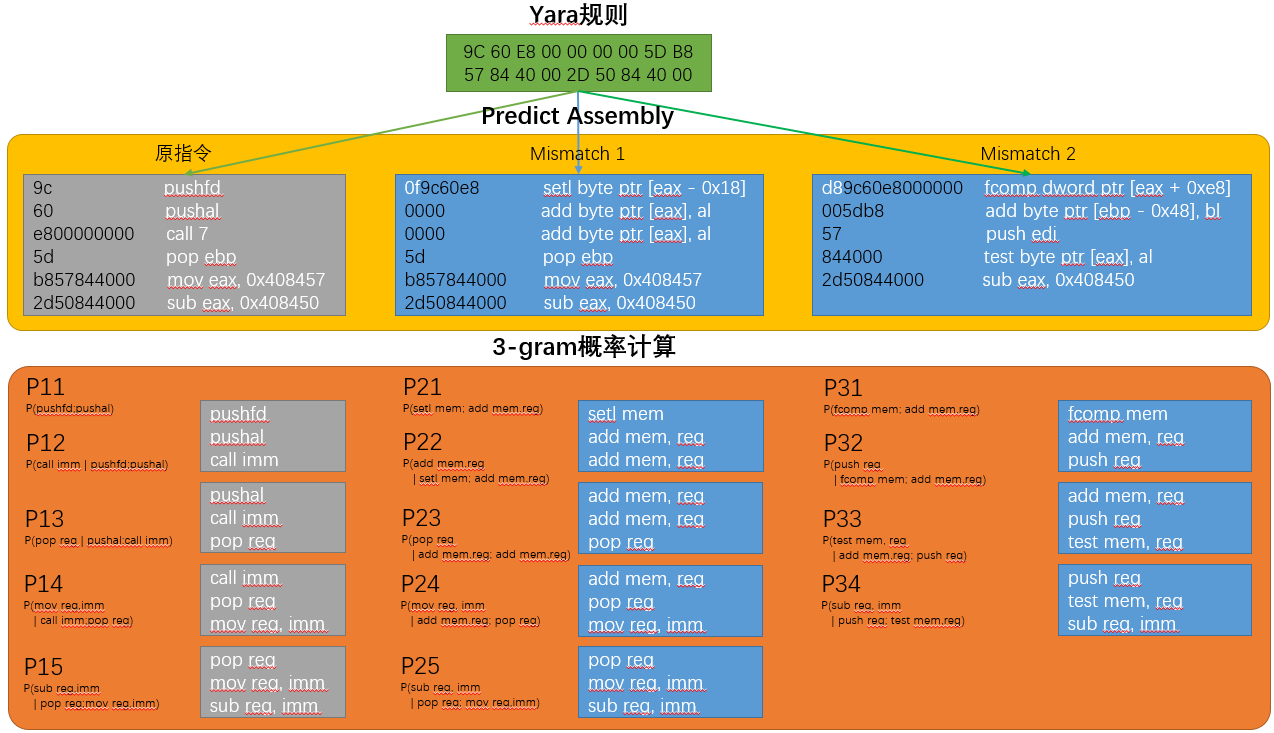 Yara规则
9C 60 E8 00 00 00 00 5D B8
57 84 40 00 2D 50 84 40 00
Predict Assembly
原指令
9c pushfd
60 pushal
e800000000 call 7
5d pop ebp
b857844000 mov eax, 0x408457
2d50844000 sub eax, 0x408450
Mismatch 1
0f9c60e8 setl byte ptr [eax - 0x18]
0000 add byte ptr [eax], al
0000 add byte ptr [eax], al
5d pop ebp
b857844000 mov eax, 0x408457
2d50844000 sub eax, 0x408450
Mismatch 2
d89c60e8000000 fcomp dword ptr [eax + 0xe8]
005db8 add byte ptr [ebp - 0x48], bl
57 push edi
844000 test byte ptr [eax], al
2d50844000 sub eax, 0x408450
3-gram概率计算
P11
P(pushfd;pushal)
P12
P(call imm | pushfd;pushal)
pushfd
pushal
call imm
P13
P(pop reg | pushal;call imm)
pushal
call imm
pop reg
P14
P(mov reg,imm
| call imm;pop reg)
call imm
pop reg
mov reg, imm
P15
P(sub reg,imm
| pop reg;mov reg,imm)
pop reg
mov reg, imm
sub reg, imm
P21
P(setl mem; add mem.reg)
P22
P(add mem.reg
| setl mem; add mem.reg)
setl mem
add mem, reg
add mem, reg
P23
P(pop reg
| add mem.reg; add mem.reg)
add mem, reg
add mem, reg
pop reg
P24
P(mov reg, imm
| add mem.reg; pop reg)
add mem, reg
pop reg
mov reg, imm
P25
P(sub reg, imm
| pop reg; mov reg,imm)
pop reg
mov reg, imm
sub reg, imm
P31
P(fcomp mem; add mem.reg)
P32
P(push reg
| fcomp mem; add mem.reg)
fcomp mem
add mem, reg
push reg
P33
P(test mem, reg
| add mem.reg; push reg)
add mem, reg
push reg
test mem, reg
P34
P(sub reg, imm
| push reg; test mem.reg)
push reg
test mem, reg
sub reg, imm